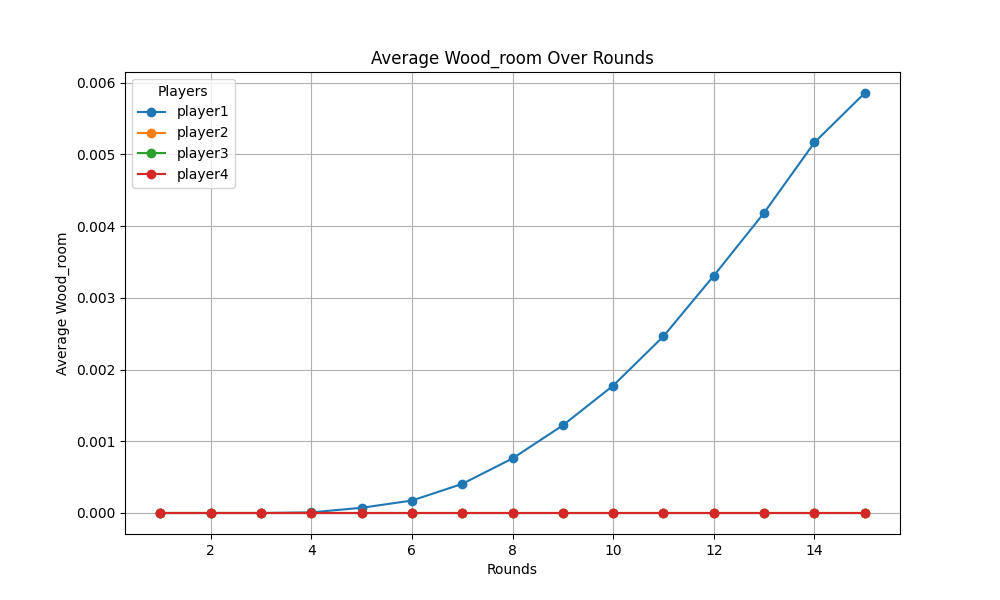 Average Wood_room Over Rounds
Players
player1
player2
player3
player4
0.006
0.005
0.004
0.003
0.002
0.001
0.000
Average Wood_room
2 4 6 8 10 12 14
Rounds